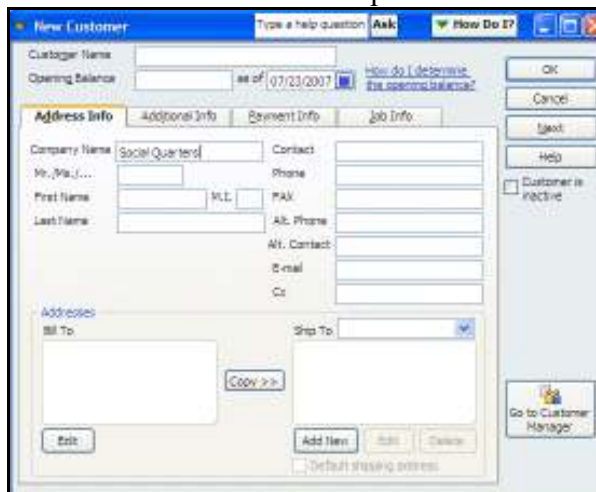 New Customer Type a help question Ask How Do I?
Customer Name
Opening Balance as of 07/23/2007 How do I determine the opening balance?
OK
Cancel
Next
Help
Customer is inactive
Address Info Additional Info Payment Info Job Info
Company Name Social Quarters Contact
Mr./Ms./... Phone
First Name M.I. FAX
Last Name Alt. Phone
Alt. Contact
E-mail
Cc
Addresses
Bill To Ship To
Copy >>
Edit Add New Edit Delete
Default shipping address
Go to Customer Manager